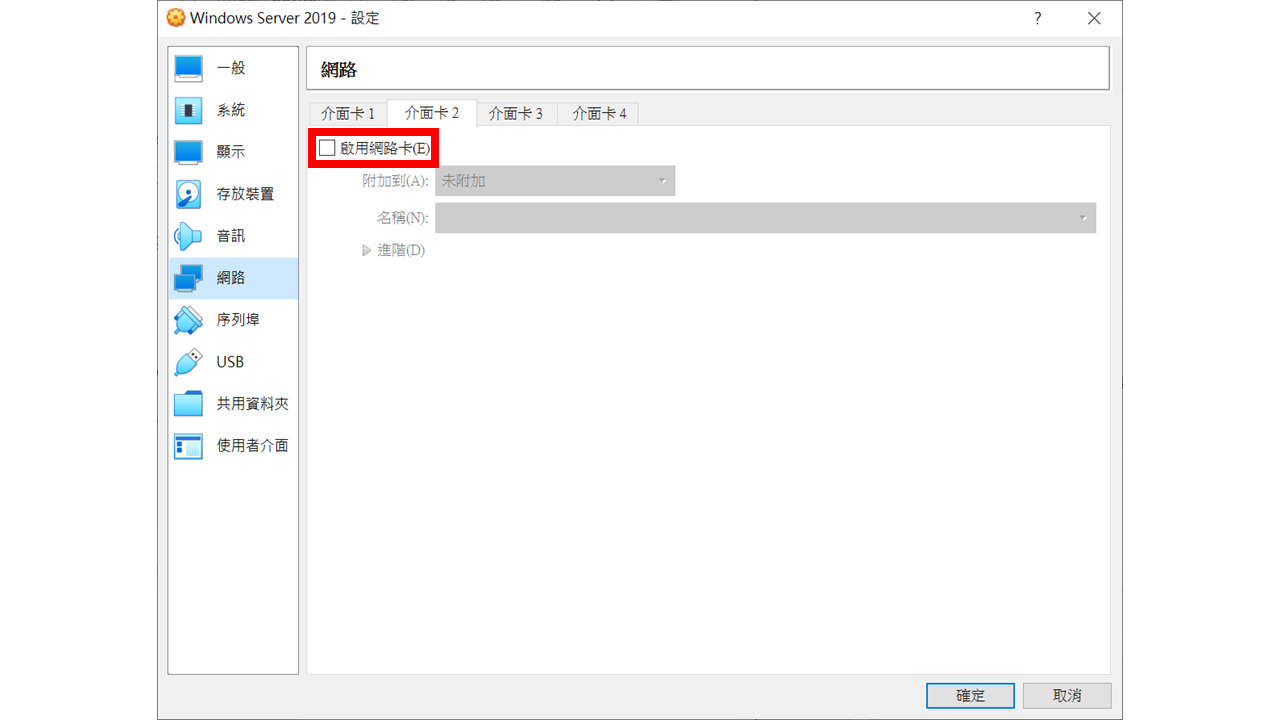 Windows Server 2019 - 設定
?
一般
系統
顯示
存放裝置
音訊
網路
序列埠
USB
共用資料夾
使用者介面
網路
介面卡 1
介面卡 2
介面卡 3
介面卡 4
啟用網路卡(E)
附加到(A): 未附加
名稱(N):
進階(D)
確定
取消